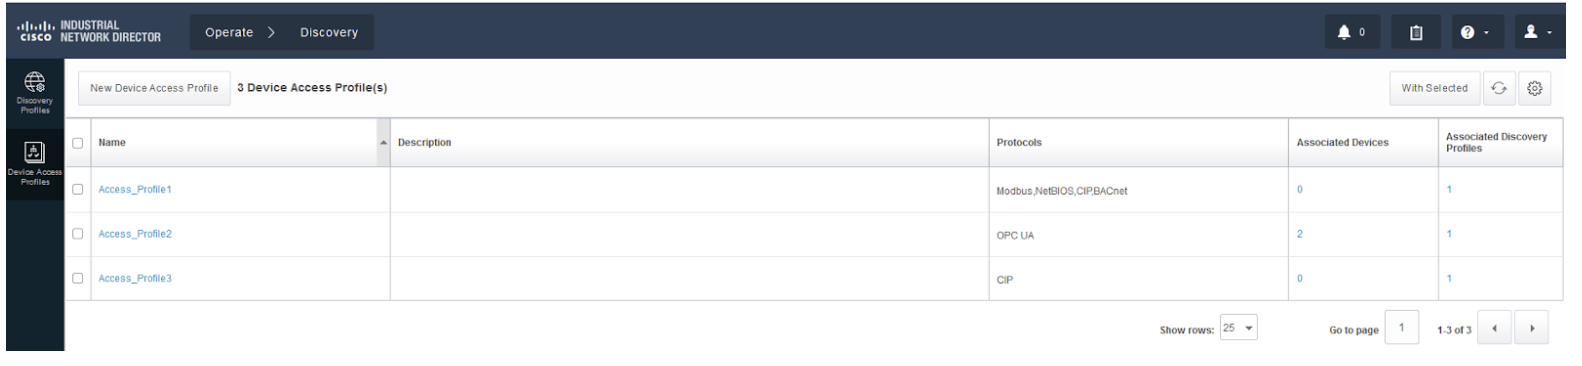 CISCO
INDUSTRIAL
NETWORK DIRECTOR
Operate > Discovery
0
Discovery
Profiles
Device Access
Profiles
New Device Access Profile
3 Device Access Profile(s)
With Selected
Name
Description
Protocols
Associated Devices
Associated Discovery
Profiles
Access_Profile1
Modbus,NetBIOS,CIP,BACnet
0
1
Access_Profile2
OPC UA
2
1
Access_Profile3
CIP
0
1
Show rows: 25
Go to page 1
1-3 of 3